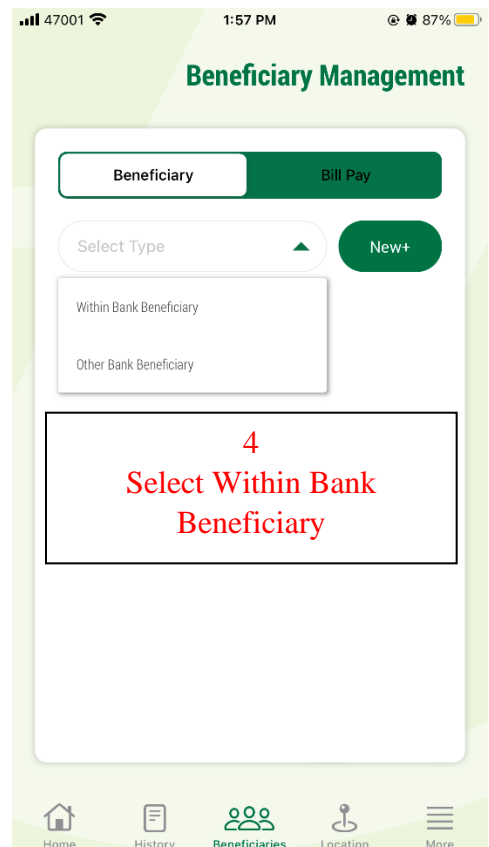 47001 1:57 PM 87%
Beneficiary Management
Beneficiary Bill Pay
Select Type New+
Within Bank Beneficiary
Other Bank Beneficiary
4
Select Within Bank
Beneficiary
Home History Beneficiaries Location More